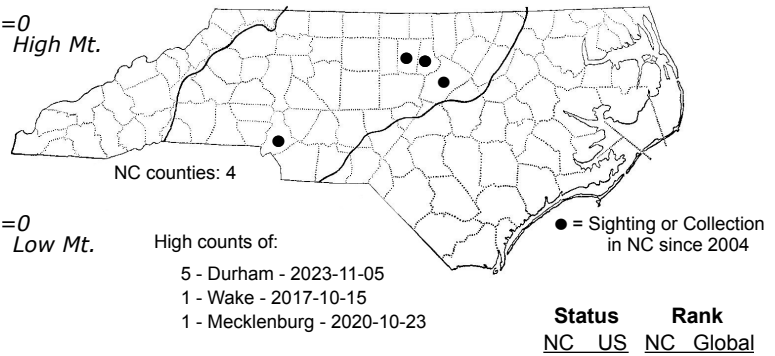 =0
High Mt.
NC counties: 4
=0
Low Mt.
High counts of:
5 - Durham - 2023-11-05
1 - Wake - 2017-10-15
1 - Mecklenburg - 2020-10-23
● = Sighting or Collection
in NC since 2004
Status Rank
NC US NC Global